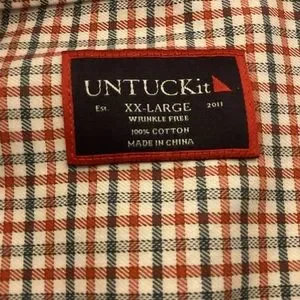 UNTUCKit
Est. XX-LARGE 2011
WRINKLE FREE
100% COTTON
MADE IN CHINA